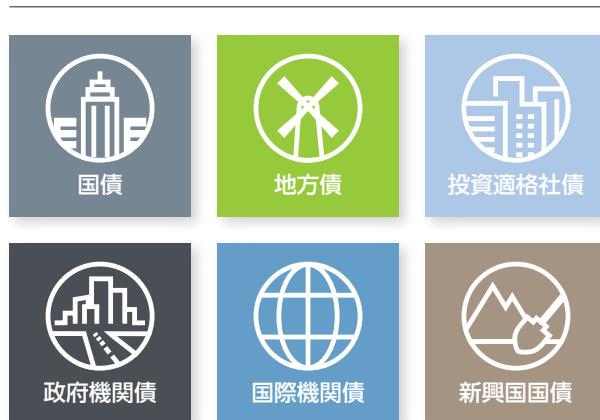 国債
地方債
投資適格社債
政府機関債
国際機関債
新興国国債